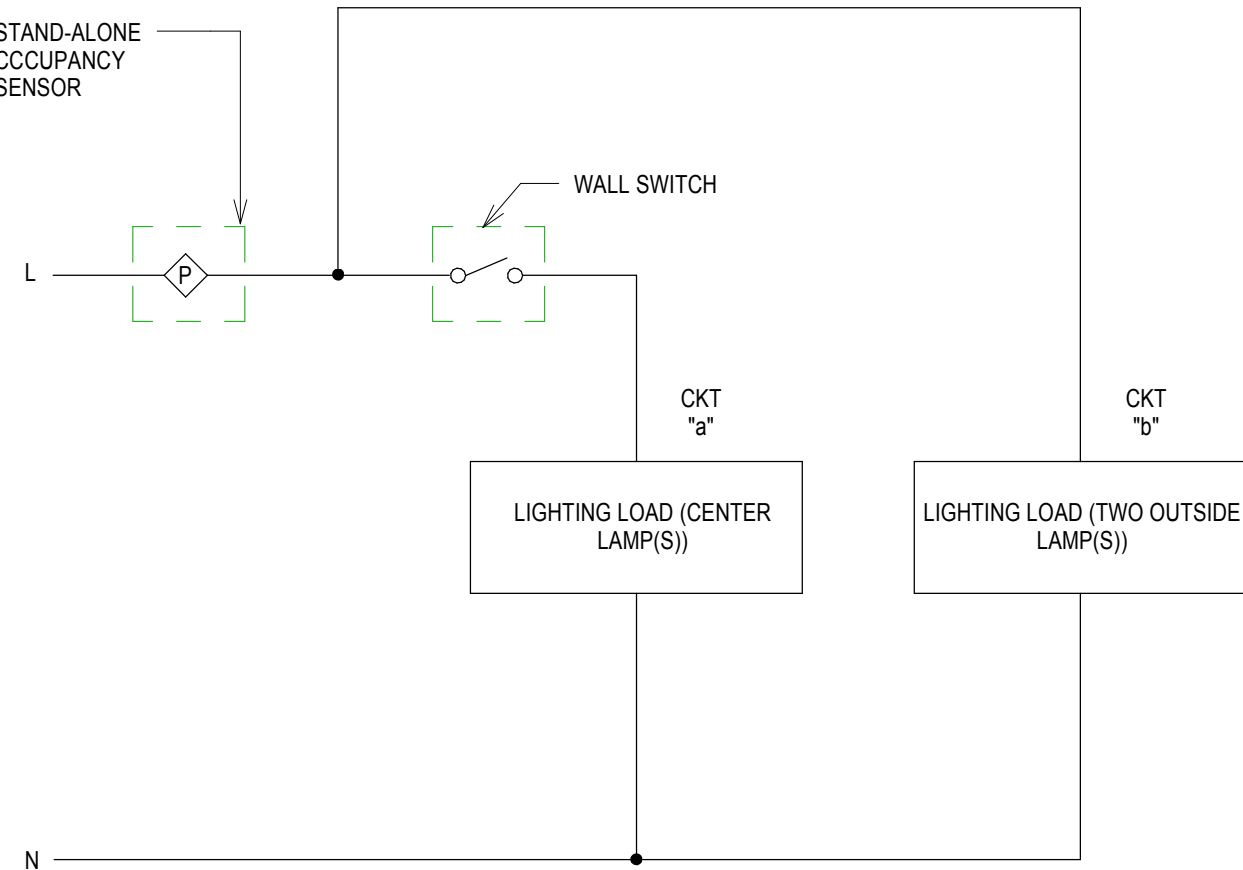 STAND-ALONE
CCCUPANCY
SENSOR
WALL SWITCH
L
P
CKT
"a"
CKT
"b"
LIGHTING LOAD (CENTER
LAMP(S))
LIGHTING LOAD (TWO OUTSIDE
LAMP(S))
N